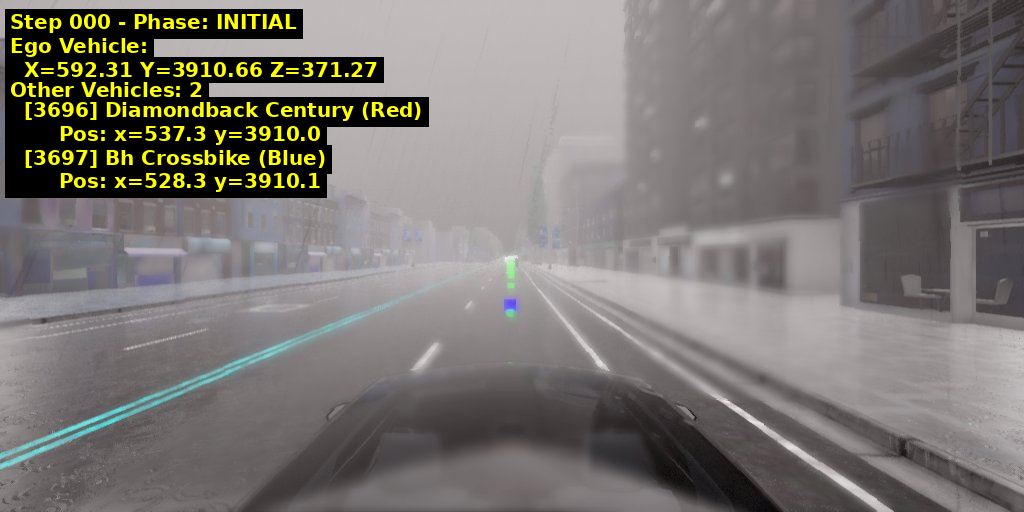 Step 000 - Phase: INITIAL
Ego Vehicle:
X=592.31 Y=3910.66 Z=371.27
Other Vehicles: 2
[3696] Diamondback Century (Red)
Pos: x=537.3 y=3910.0
[3697] Bh Crossbike (Blue)
Pos: x=528.3 y=3910.1